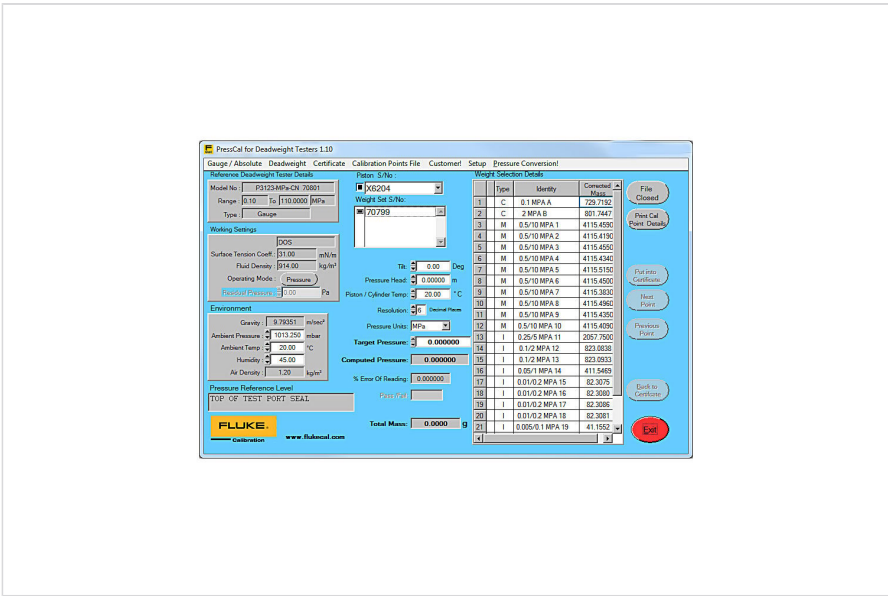 PressCal for Deadweight Testers 1.10
Gauge / Absolute Deadweight Certificate Calibration Points File Customer! Setup Pressure Conversion!
Reference Deadweight Tester Details
Model No : P3123-MPa-CN 70801
Range : 0.10 To 110.0000 MPa
Type : Gauge
Working Settings
DOS
Surface Tension Coeff.: 31.00 mN/m
Fluid Density : 914.00 kg/m³
Operating Mode : Pressure
Residual Pressure : 0.00 Pa
Environment
Gravity : 9.79351 m/sec²
Ambient Pressure : 1013.250 mbar
Ambient Temp : 20.00 °C
Humidity : 45.00
Air Density : 1.20 kg/m³
Pressure Reference Level
TOP OF TEST PORT SEAL
FLUKE.
Calibration
www.flukecal.com
Piston S/No :
X6204
Weight Set S/No:
70799
Tilt: 0.00 Deg
Pressure Head: 0.00000 m
Piston / Cylinder Temp: 20.00 °C
Resolution: 6 Decimal Places
Pressure Units: MPa
Target Pressure: 0.000000
Computed Pressure: 0.000000
% Error Of Reading: 0.000000
Total Mass: 0.0000 g
Weight Selection Details
Type Identity Corrected Mass
1 C 0.1 MPA A 729.7192
2 C 2 MPA B 801.7447
3 M 0.5/10 MPA 1 4115.4590
4 M 0.5/10 MPA 2 4115.4190
5 M 0.5/10 MPA 3 4115.4550
6 M 0.5/10 MPA 4 4115.4340
7 M 0.5/10 MPA 5 4115.5150
8 M 0.5/10 MPA 6 4115.4500
9 M 0.5/10 MPA 7 4115.3830
10 M 0.5/10 MPA 8 4115.4960
11 M 0.5/10 MPA 9 4115.4350
12 M 0.5/10 MPA 10 4115.4090
13 I 0.25/5 MPA 11 2057.7500
14 I 0.1/2 MPA 12 823.0838
15 I 0.1/2 MPA 13 823.0933
16 I 0.05/1 MPA 14 411.5469
17 I 0.01/0.2 MPA 15 82.3075
18 I 0.01/0.2 MPA 16 82.3080
19 I 0.01/0.2 MPA 17 82.3086
20 I 0.01/0.2 MPA 18 82.3081
21 I 0.005/0.1 MPA 19 41.1552
File
Closed
Print Cal
Point Details
Put into
Certificate
Next
Point
Previous
Point
Back to
Certificate
Exit